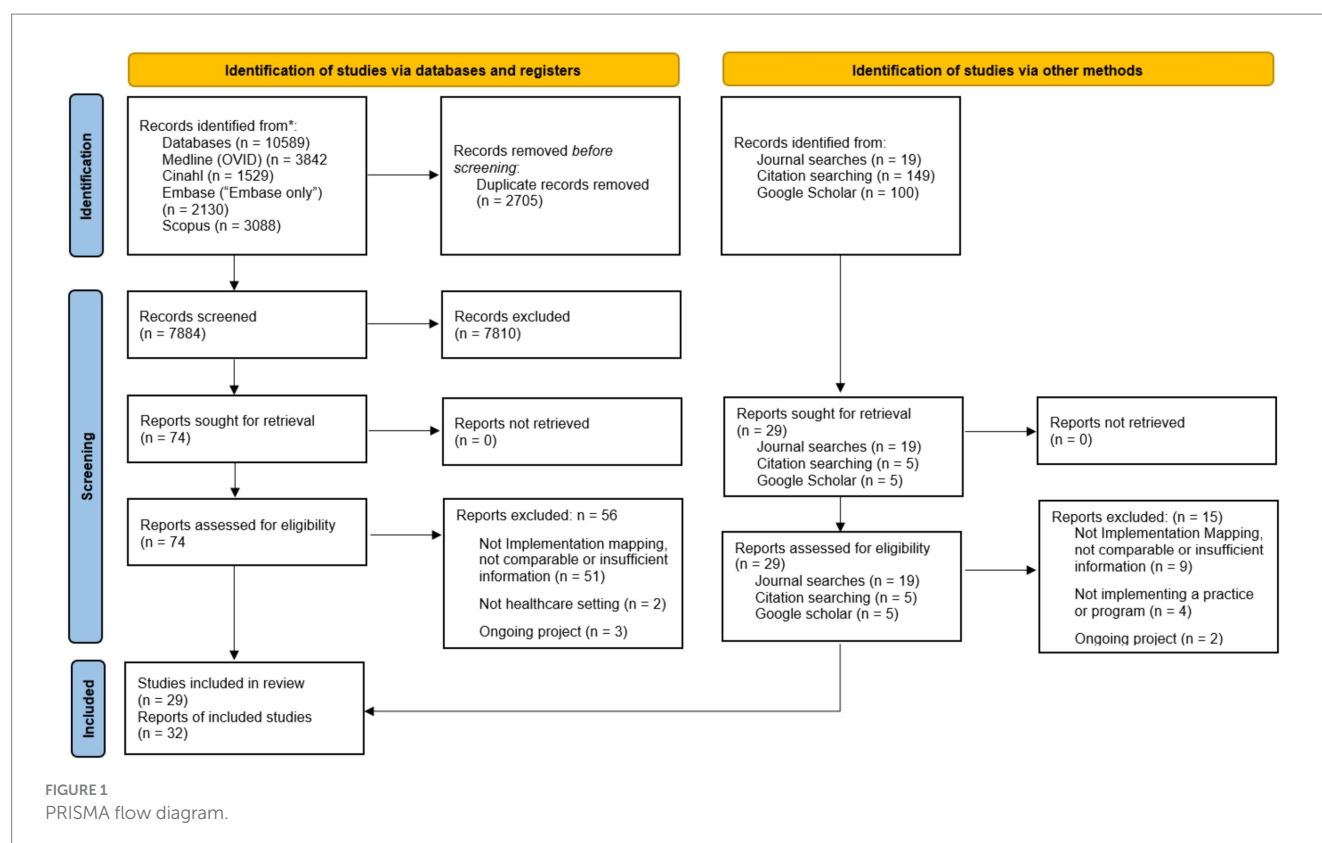 Identification of studies via databases and registers
Identification of studies via other methods
Identification
Records identified from*:
Databases (n = 10589)
Medline (OVID) (n = 3842
Cinahl (n = 1529)
Embase (“Embase only”)
(n = 2130)
Scopus (n = 3088)
Records removed before
screening:
Duplicate records removed
(n = 2705)
Records identified from:
Journal searches (n = 19)
Citation searching (n = 149)
Google Scholar (n = 100)
Screening
Records screened
(n = 7884)
Records excluded
(n = 7810)
Reports sought for retrieval
(n = 74)
Reports not retrieved
(n = 0)
Reports sought for retrieval
(n = 29)
Journal searches (n = 19)
Citation searching (n = 5)
Google Scholar (n = 5)
Reports not retrieved
(n = 0)
Reports assessed for eligibility
(n = 74
Reports excluded: n = 56
Not Implementation mapping,
not comparable or insufficient
information (n = 51)
Not healthcare setting (n = 2)
Ongoing project (n = 3)
Reports assessed for eligibility
(n = 29)
Journal searches (n = 19)
Citation searching (n = 5)
Google scholar (n = 5)
Reports excluded: (n = 15)
Not Implementation Mapping,
not comparable or insufficient
information (n = 9)
Not implementing a practice
or program (n = 4)
Ongoing project (n = 2)
Included
Studies included in review
(n = 29)
Reports of included studies
(n = 32)
FIGURE 1
PRISMA flow diagram.